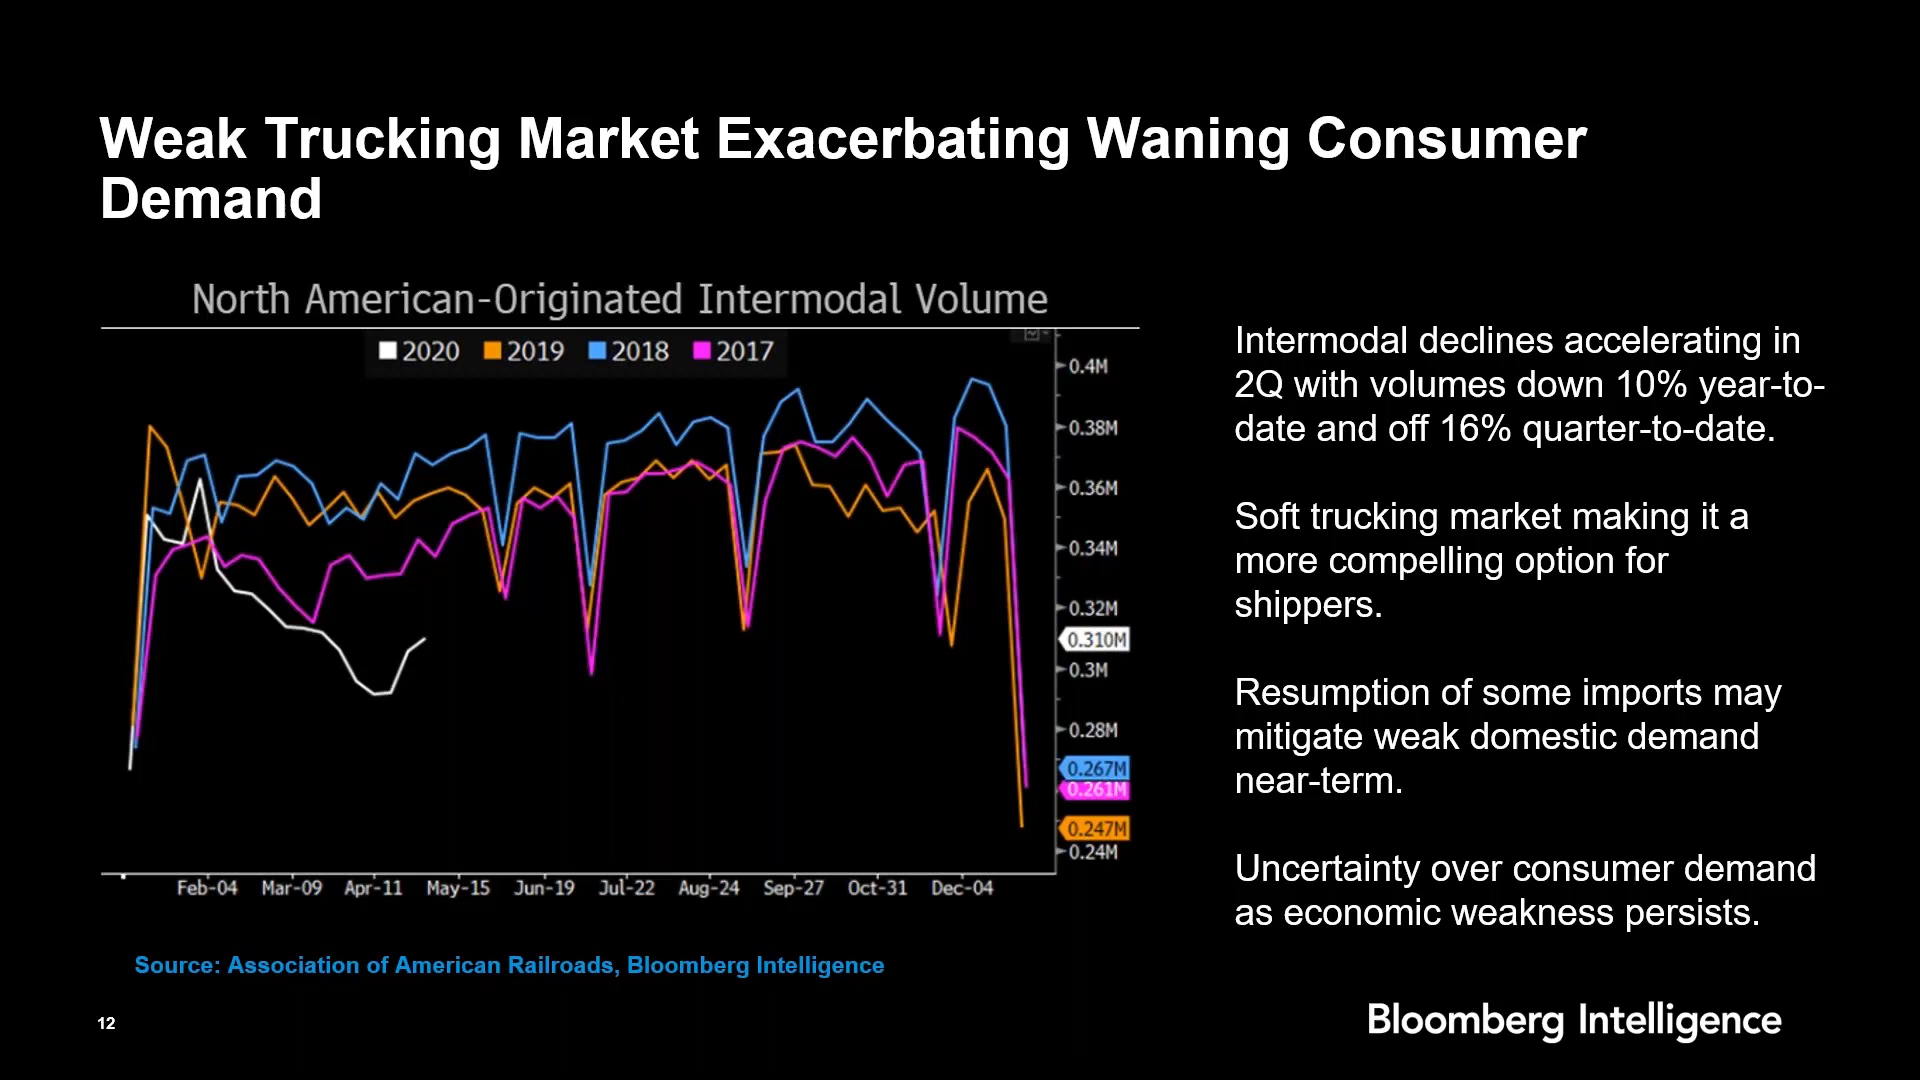 Weak Trucking Market Exacerbating Waning Consumer
Demand
North American-Originated Intermodal Volume
2020 2019 2018 2017
0.4M
0.38M
0.36M
0.34M
0.32M
0.310M
0.3M
0.28M
0.267M
0.261M
0.247M
0.24M
Feb-04 Mar-09 Apr-11 May-15 Jun-19 Jul-22 Aug-24 Sep-27 Oct-31 Dec-04
Intermodal declines accelerating in
2Q with volumes down 10% year-to-
date and off 16% quarter-to-date.
Soft trucking market making it a
more compelling option for
shippers.
Resumption of some imports may
mitigate weak domestic demand
near-term.
Uncertainty over consumer demand
as economic weakness persists.
Source: Association of American Railroads, Bloomberg Intelligence
12
Bloomberg Intelligence